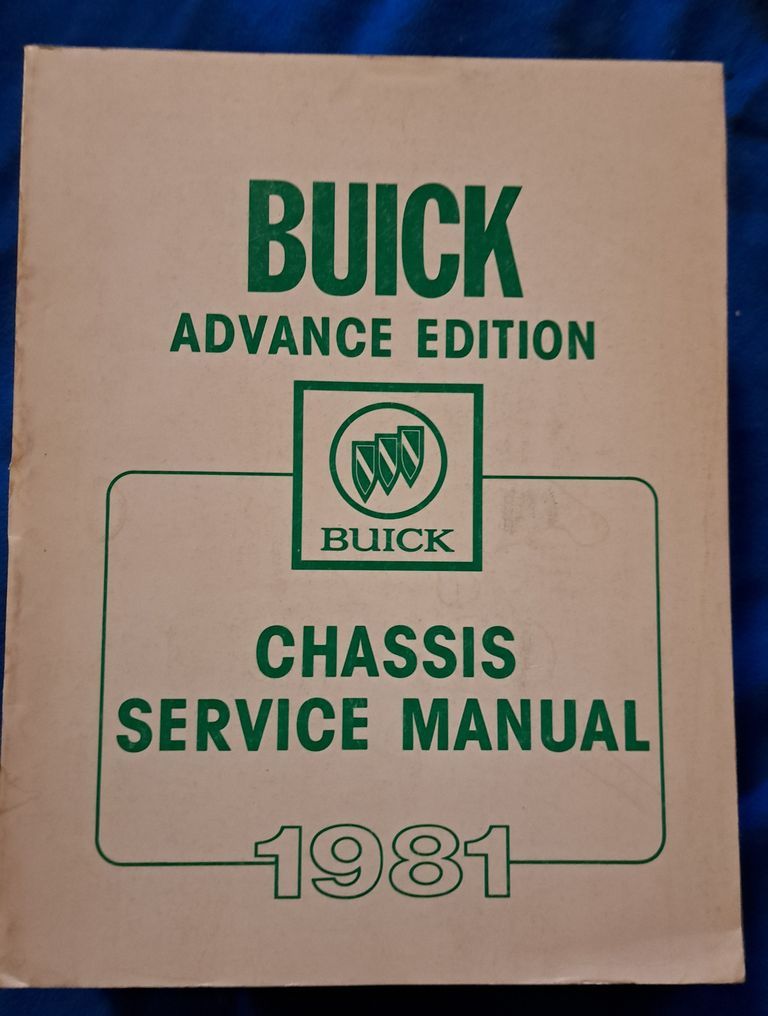 BUICK
ADVANCE EDITION
BUICK
CHASSIS
SERVICE MANUAL
1981